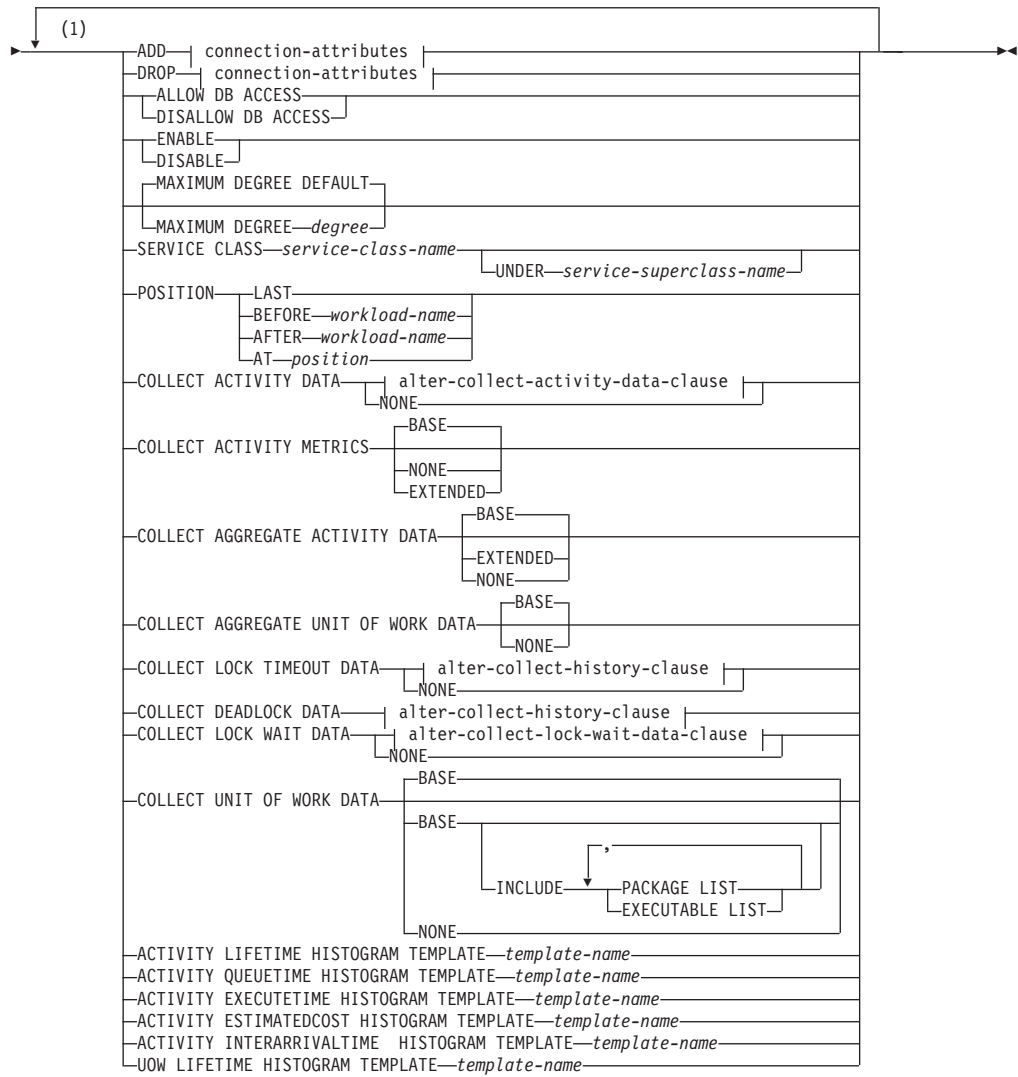 (1)
ADD connection-attributes
DROP connection-attributes
ALLOW DB ACCESS
DISALLOW DB ACCESS
ENABLE
DISABLE
MAXIMUM DEGREE DEFAULT
MAXIMUM DEGREE degree
SERVICE CLASS service-class-name
UNDER service-superclass-name
POSITION LAST
BEFORE workload-name
AFTER workload-name
AT position
COLLECT ACTIVITY DATA alter-collect-activity-data-clause
NONE
BASE
COLLECT ACTIVITY METRICS
NONE
EXTENDED
BASE
COLLECT AGGREGATE ACTIVITY DATA
EXTENDED
NONE
BASE
COLLECT AGGREGATE UNIT OF WORK DATA
NONE
COLLECT LOCK TIMEOUT DATA alter-collect-history-clause
NONE
COLLECT DEADLOCK DATA alter-collect-history-clause
COLLECT LOCK WAIT DATA alter-collect-lock-wait-data-clause
NONE
BASE
COLLECT UNIT OF WORK DATA
BASE
,
INCLUDE PACKAGE LIST
EXECUTABLE LIST
NONE
ACTIVITY LIFETIME HISTOGRAM TEMPLATE template-name
ACTIVITY QUEUETIME HISTOGRAM TEMPLATE template-name
ACTIVITY EXECUTETIME HISTOGRAM TEMPLATE template-name
ACTIVITY ESTIMATEDCOST HISTOGRAM TEMPLATE template-name
ACTIVITY INTERARRIVALTIME HISTOGRAM TEMPLATE template-name
UOW LIFETIME HISTOGRAM TEMPLATE template-name